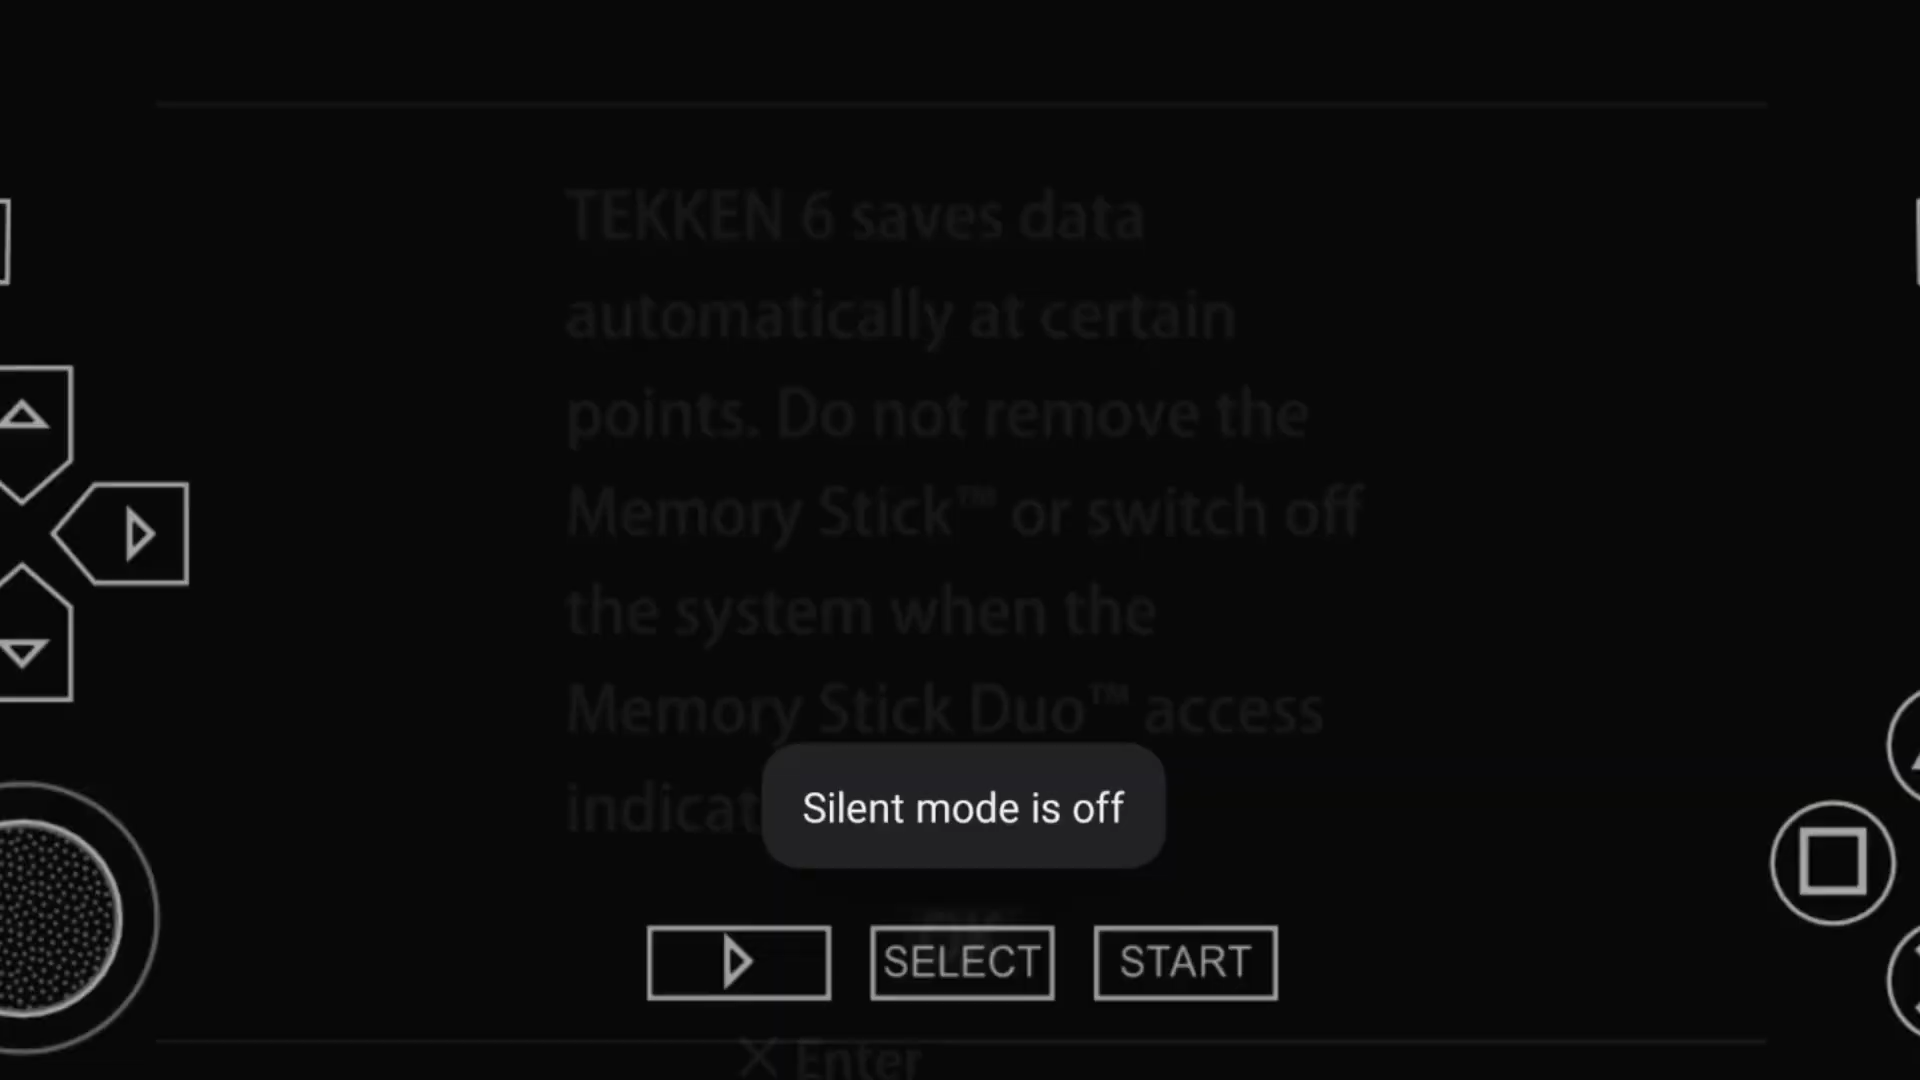 TEKKEN 6 saves data
automatically at certain
points. Do not remove the
Memory Stick™ or switch off
the system when the
Memory Stick Duo™ access
indicat
Silent mode is off
SELECT
START
X Enter